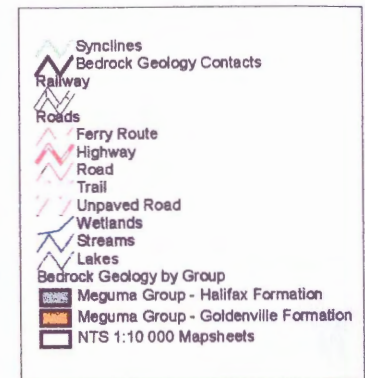 Synclines
Bedrock Geology Contacts
Railway
Roads
Ferry Route
Highway
Road
Trail
Unpaved Road
Wetlands
Streams
Lakes
Bedrock Geology by Group
Meguma Group - Halifax Formation
Meguma Group - Goldenville Formation
NTS 1:10 000 Mapsheets